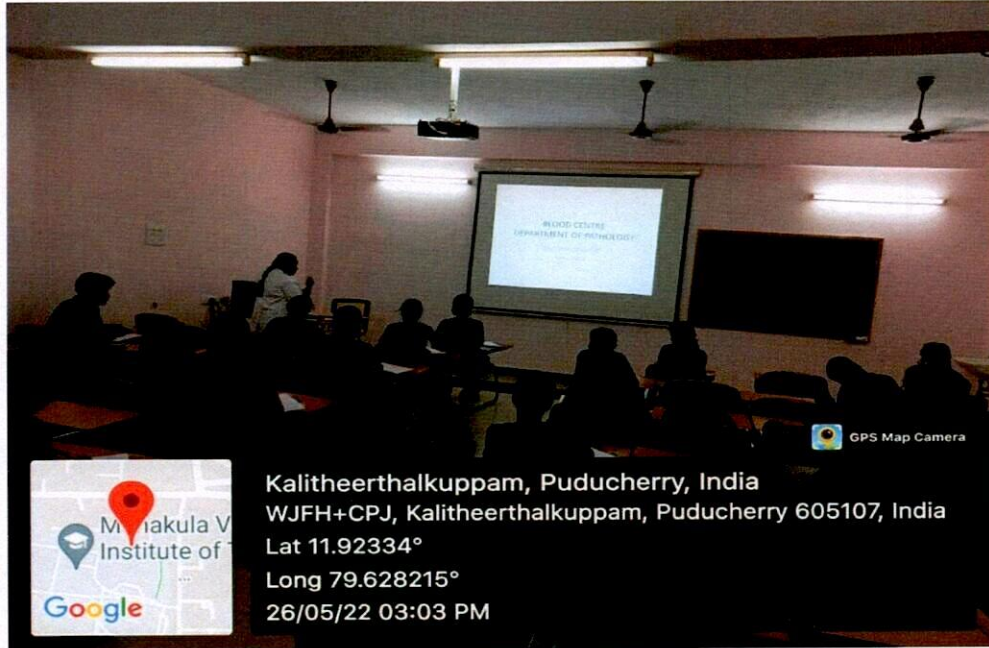 BLOOD CENTRE
DEPARTMENT OF PATHOLOGY
GPS Map Camera
Kalitheerthalkuppam, Puducherry, India
WJFH+CPJ, Kalitheerthalkuppam, Puducherry 605107, India
Lat 11.92334°
Long 79.628215°
26/05/22 03:03 PM
Institute of
Google